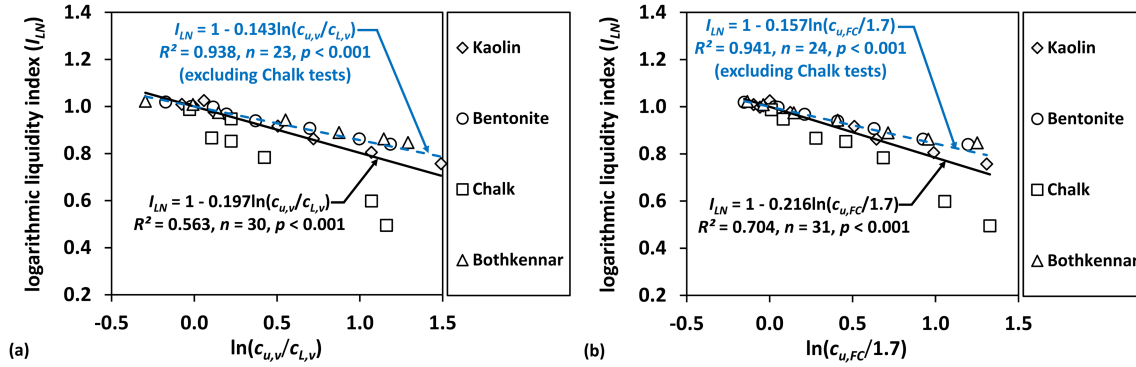 logarithmic liquidity index (I_LN)
1.4
1.2
1.0
0.8
0.6
0.4
0.2
-0.5
0.0
0.5
1.0
1.5
ln(c_u,v/c_L,v)
(a)
I_LN = 1 - 0.143ln(c_u,v/c_L,v)
R² = 0.938, n = 23, p < 0.001
(excluding Chalk tests)
I_LN = 1 - 0.197ln(c_u,v/c_L,v)
R² = 0.563, n = 30, p < 0.001
Kaolin
Bentonite
Chalk
Bothkennar
logarithmic liquidity index (I_LN)
1.4
1.2
1.0
0.8
0.6
0.4
0.2
-0.5
0.0
0.5
1.0
1.5
ln(c_u,FC/1.7)
(b)
I_LN = 1 - 0.157ln(c_u,FC/1.7)
R² = 0.941, n = 24, p < 0.001
(excluding Chalk tests)
I_LN = 1 - 0.216ln(c_u,FC/1.7)
R² = 0.704, n = 31, p < 0.001
Kaolin
Bentonite
Chalk
Bothkennar